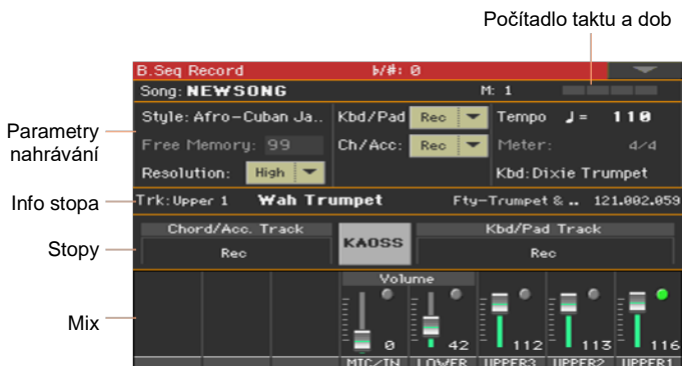 Počítadlo taktu a dob
B.Seq Record ♭/#: 0
Song: NEWSONG M: 1
Style: Afro-Cuban Ja.. Kbd/Pad Rec Tempo ♩= 110
Parametry nahrávání
Free Memory: 99 Ch/Acc: Rec Meter: 4/4
Resolution: High Kbd: Dixie Trumpet
Info stopa
Trk: Upper 1 Wah Trumpet Fty-Trumpet & .. 121.002.059
Stopy
Chord/Acc. Track KAOSS Kbd/Pad Track
Rec Rec
Mix
Volume
0 42 112 113 116
MIC/IN LOWER UPPER3 UPPER2 UPPER1